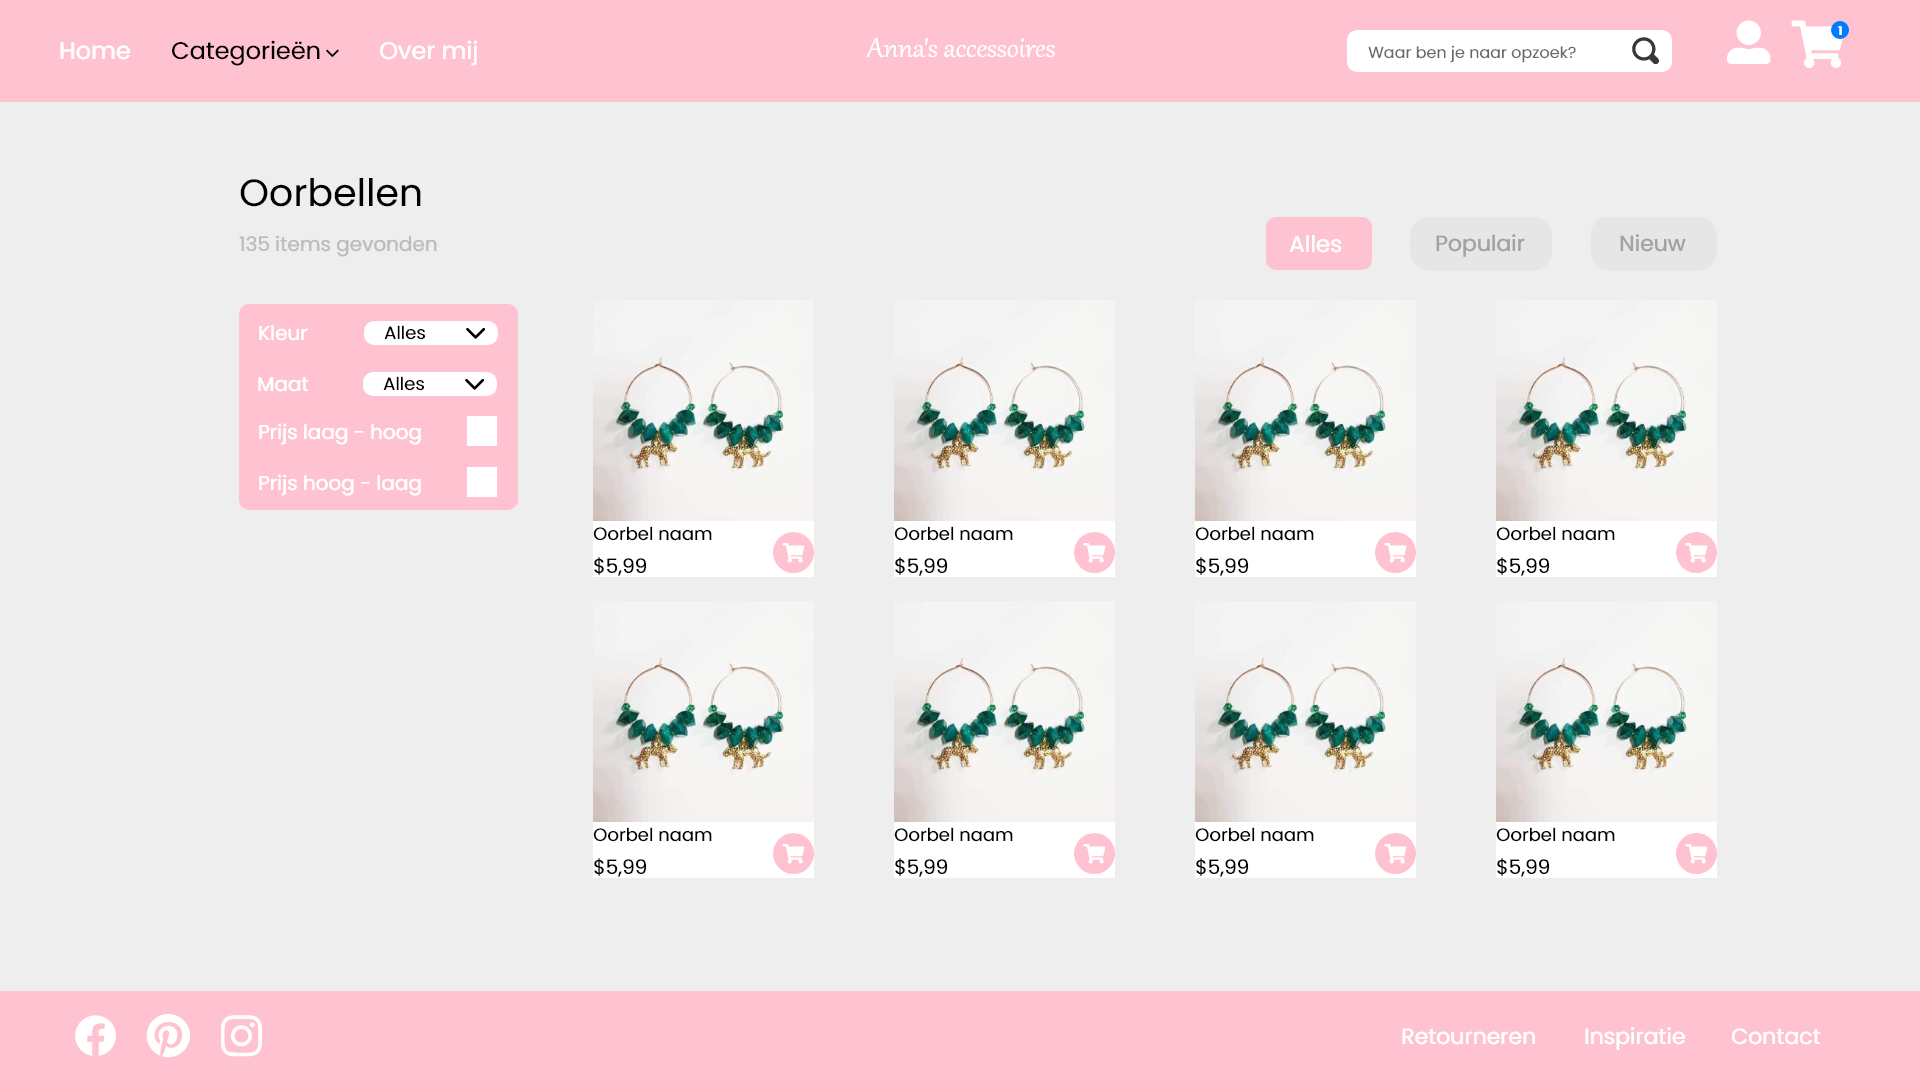 Home
Categorieën
Over mij
Anna's accessoires
Waar ben je naar opzoek?
1
Oorbellen
135 items gevonden
Alles
Populair
Nieuw
Kleur
Alles
Maat
Alles
Prijs laag - hoog
Prijs hoog - laag
Oorbel naam
$5,99
Oorbel naam
$5,99
Oorbel naam
$5,99
Oorbel naam
$5,99
Oorbel naam
$5,99
Oorbel naam
$5,99
Oorbel naam
$5,99
Oorbel naam
$5,99
Retourneren
Inspiratie
Contact